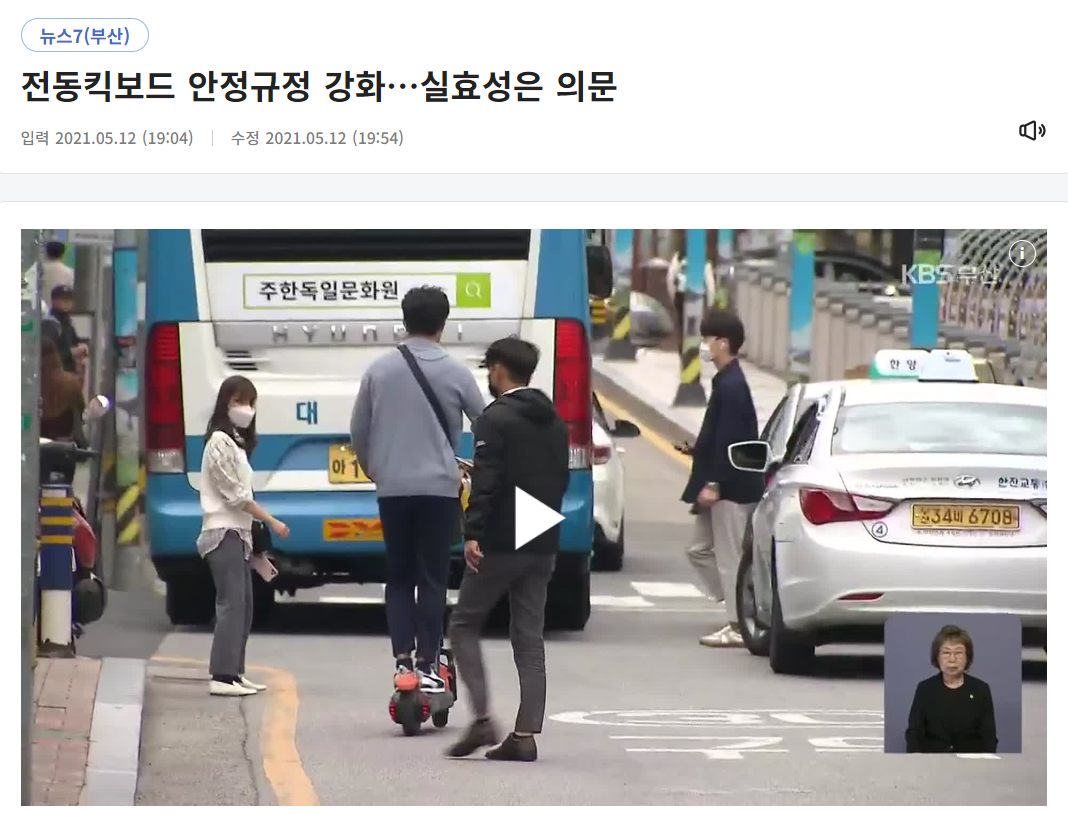 뉴스7(부산)
전동킥보드 안정규정 강화…실효성은 의문
입력 2021.05.12 (19:04) 수정 2021.05.12 (19:54)
KBS부산
주한독일문화원
HYUNDAI
대
한양
한진교통
34바 6708
④